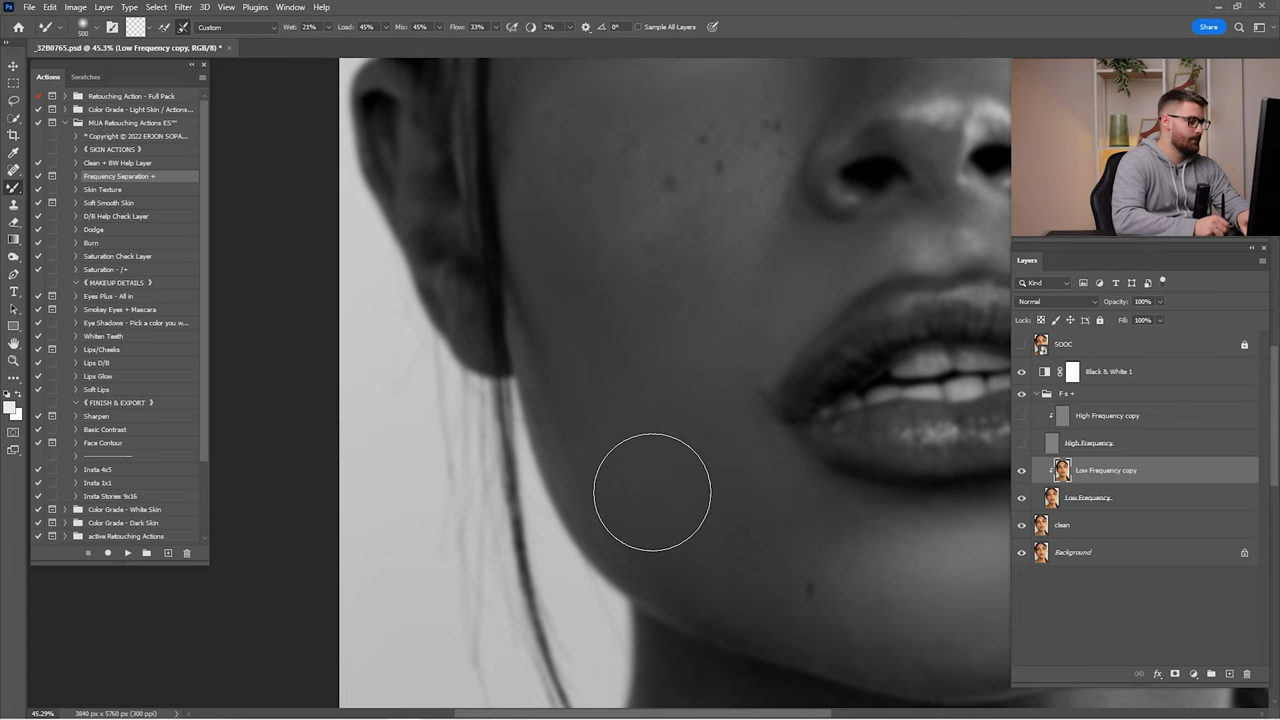 Ps
File
Edit
Image
Layer
Type
Select
Filter
3D
View
Plugins
Window
Help
500
Custom
Wet: 21%
Load: 45%
Mix: 45%
Flow: 33%
2%
0°
Sample All Layers
Share
_32B0765.psd @ 45.3% (Low Frequency copy, RGB/8) *
Actions
Swatches
Retouching Action - Full Pack
Color Grade - Light Skin / Actions...
MUA Retouching Actions ES™
* Copyright © 2022 ERJON SOPA...
《 SKIN ACTIONS 》
Clean + BW Help Layer
Frequency Separation +
Skin Texture
Soft Smooth Skin
D/B Help Check Layer
Dodge
Burn
Saturation Check Layer
Saturation - /+
《 MAKEUP DETAILS 》
Eyes Plus - All in
Smokey Eyes + Mascara
Eye Shadows - Pick a color you w...
Whiten Teeth
Lips/Cheeks
Lips D/B
Lips Glow
Soft Lips
《 FINISH & EXPORT 》
Sharpen
Basic Contrast
Face Contour
------------------
Insta 4x5
Insta 1x1
Insta Stories 9x16
Color Grade - White Skin
Color Grade - Dark Skin
active Retouching Actions
Layers
Kind
Normal
Opacity: 100%
Lock:
Fill: 100%
SOOC
Black & White 1
F s +
High Frequency copy
High Frequency
Low Frequency copy
Low Frequency
clean
Background
fx
45.29%
3840 px x 5760 px (300 ppi)